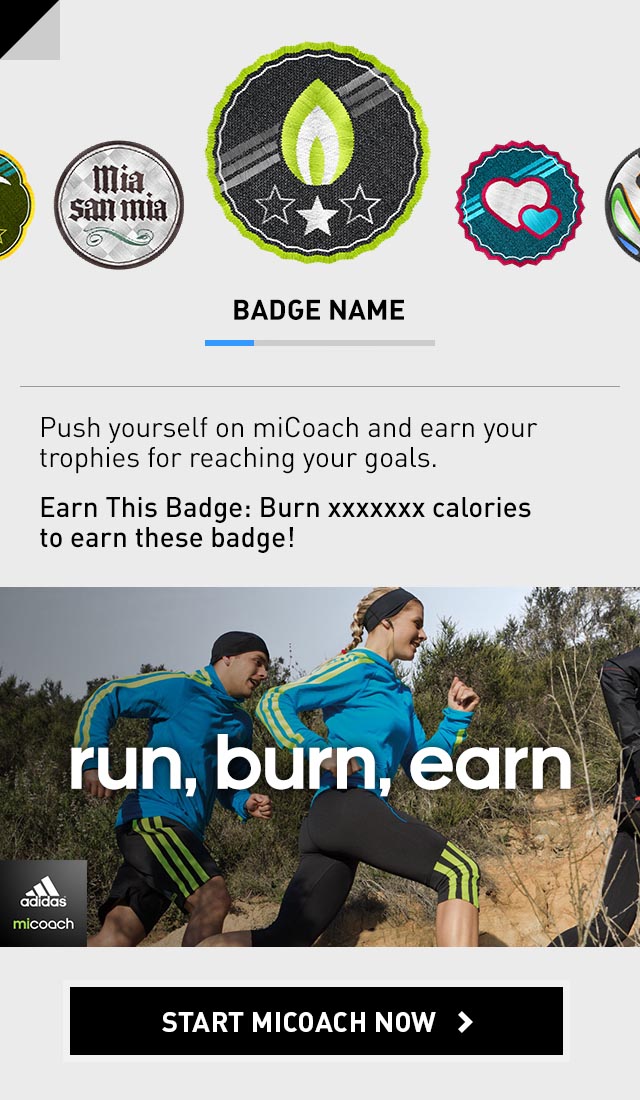 Mia
san mia
BADGE NAME
Push yourself on miCoach and earn your
trophies for reaching your goals.
Earn This Badge: Burn xxxxxxx calories
to earn these badge!
run, burn, earn
adidas
micoach
START MICOACH NOW